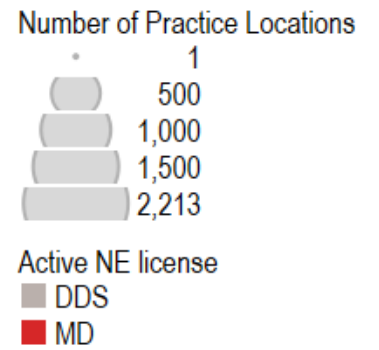 Number of Practice Locations
1
500
1,000
1,500
2,213
Active NE license
DDS
MD